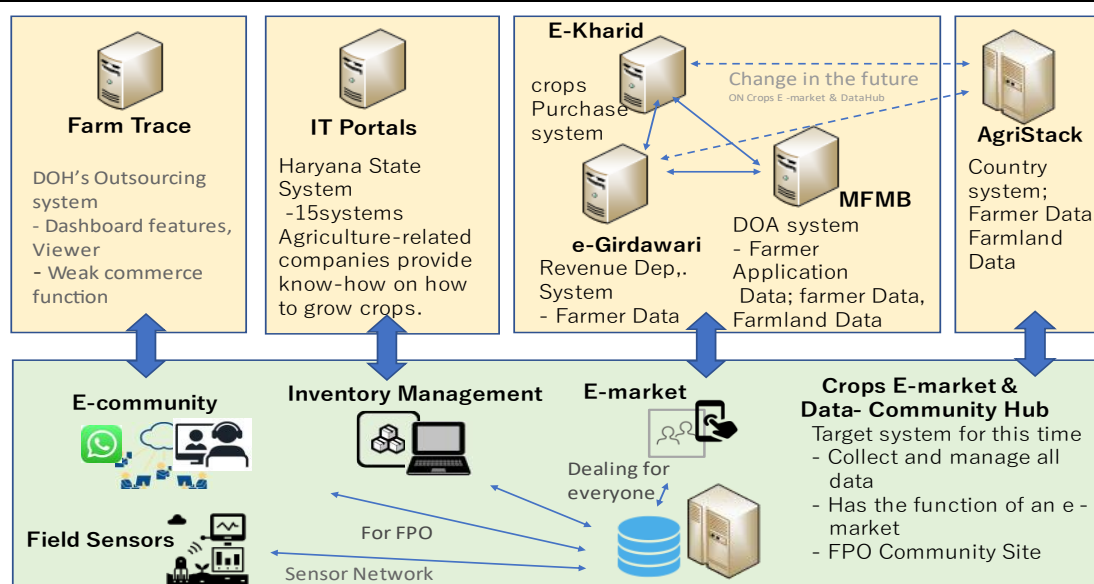 Farm Trace
DOH's Outsourcing
system
- Dashboard features,
Viewer
- Weak commerce
function
IT Portals
Haryana State
System
-15systems
Agriculture-related
companies provide
know-how on how
to grow crops.
E-Kharid
crops
Purchase
system
Change in the future
ON Crops E -market & DataHub
e-Girdawari
Revenue Dep,.
System
- Farmer Data
MFMB
DOA system
- Farmer
Application
Data; farmer Data,
Farmland Data
AgriStack
Country
system;
Farmer Data
Farmland
Data
E-community
Inventory Management
E-market
Dealing for
everyone
Field Sensors
For FPO
Sensor Network
Crops E-market &
Data- Community Hub
Target system for this time
- Collect and manage all
data
- Has the function of an e -
market
- FPO Community Site